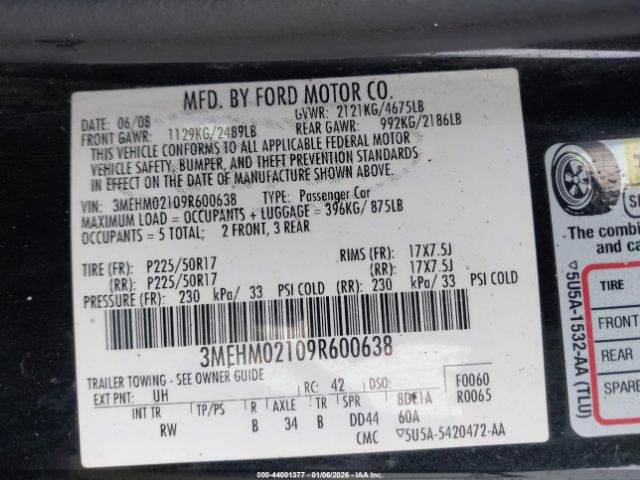 MFD. BY FORD MOTOR CO.
DATE: 06/08 GVWR: 2121KG/4675LB
FRONT GAWR: 1129KG/2489LB REAR GAWR: 992KG/2186LB
THIS VEHICLE CONFORMS TO ALL APPLICABLE FEDERAL MOTOR
VEHICLE SAFETY, BUMPER, AND THEFT PREVENTION STANDARDS
IN EFFECT ON THE DATE OF MANUFACTURE SHOWN ABOVE.
VIN: 3MEHM02109R600638 TYPE: Passenger Car
MAXIMUM LOAD = OCCUPANTS + LUGGAGE = 396KG/ 875LB
OCCUPANTS = 5 TOTAL; 2 FRONT, 3 REAR
TIRE (FR): P225/50R17 RIMS (FR): 17X7.5J
(RR): P225/50R17 (RR): 17X7.5J
PRESSURE (FR): 230 kPa/ 33 PSI COLD (RR): 230 kPa/ 33 PSI COLD
3MEHM02109R600638
TRAILER TOWING - SEE OWNER GUIDE
EXT PNT: UH RC: 42 DSO: F0060
INT TR TP/PS R AXLE TR SPR R0065
RW B 34 B DD44 60A
CMC ▽5U5A-5420472-AA
The combi
and ca
▽5U5A-1532-AA (TLU)
TIRE
FRONT
REAR
SPARE
000-44001377 - 01/06/2026 - IAAI.com